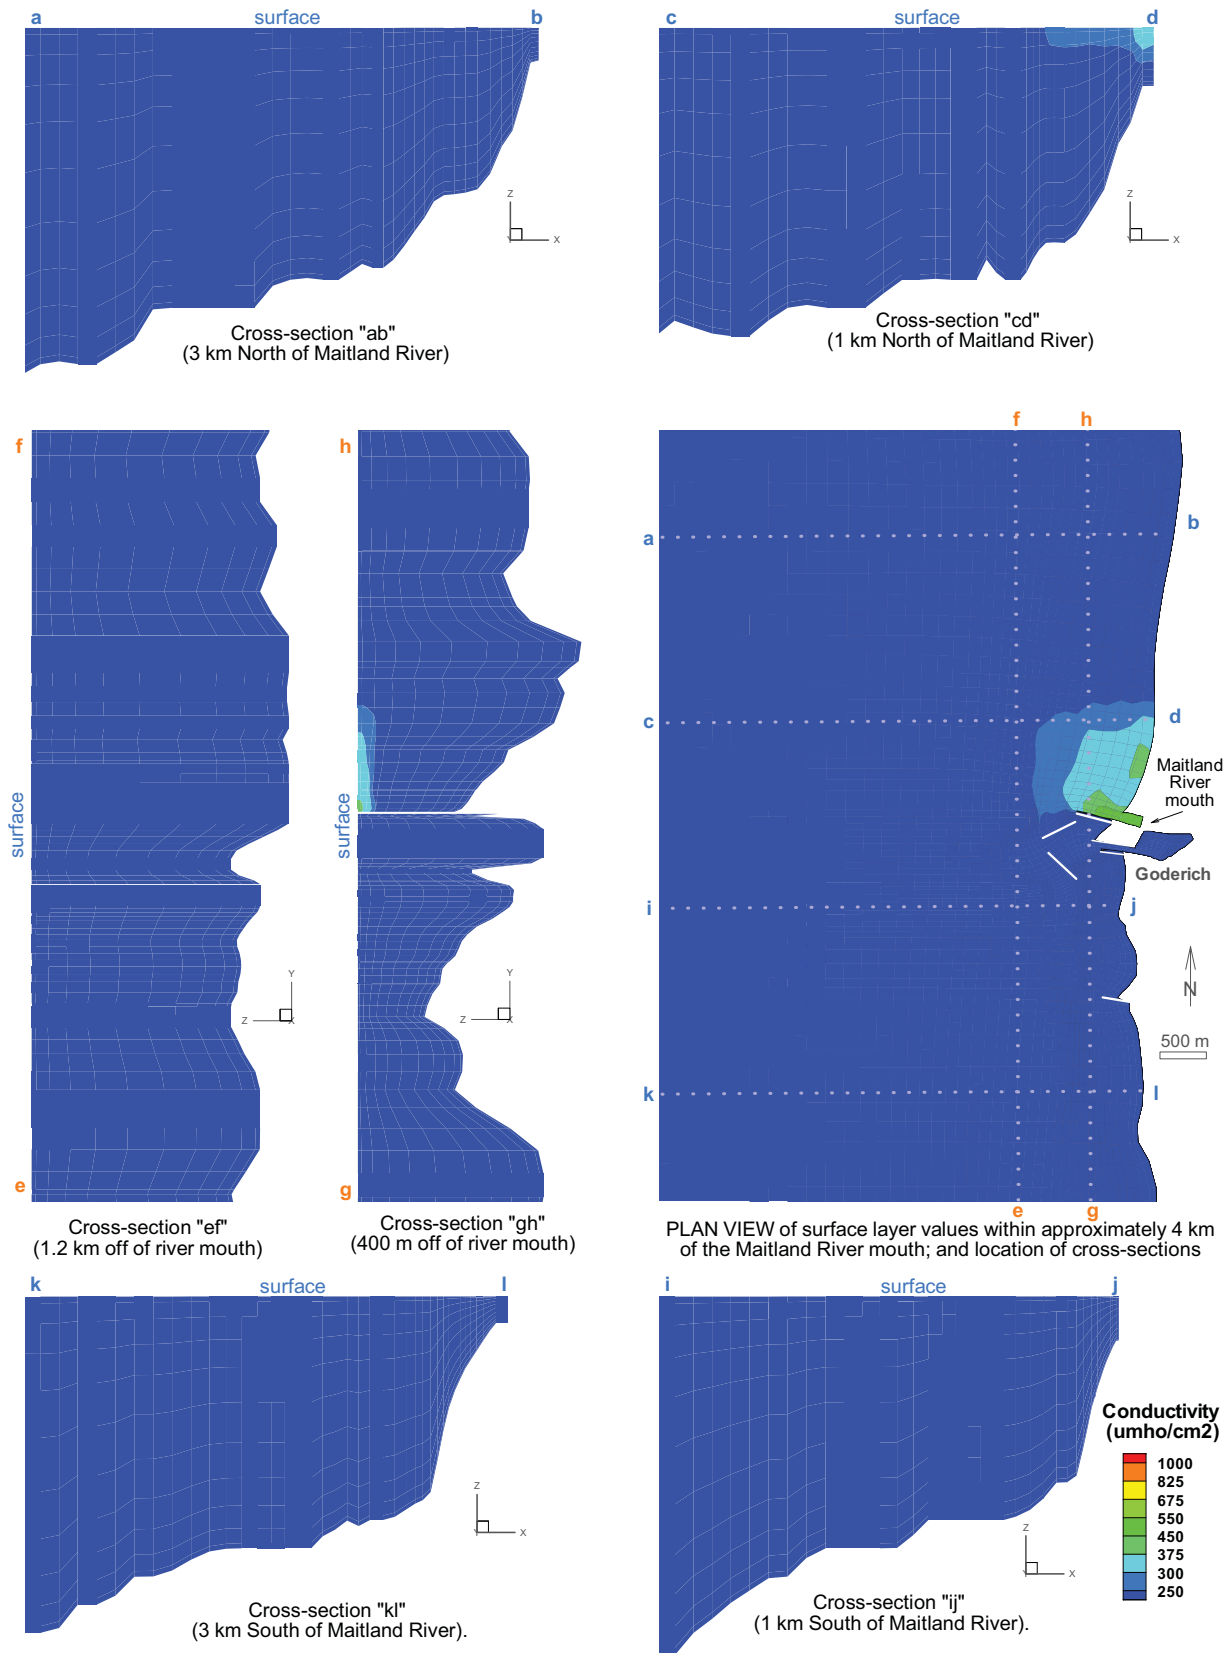 a surface b
c surface d
Z
X
Y
Z
X
Y
Cross-section "ab"
(3 km North of Maitland River)
Cross-section "cd"
(1 km North of Maitland River)
f
surface
e
Y
Z
X
Cross-section "ef"
(1.2 km off of river mouth)
h
surface
g
Y
Z
X
Cross-section "gh"
(400 m off of river mouth)
f h
a b
c d
Maitland
River
mouth
Goderich
i j
N
500 m
k l
e g
PLAN VIEW of surface layer values within approximately 4 km
of the Maitland River mouth; and location of cross-sections
k surface l
Z
X
Y
Cross-section "kl"
(3 km South of Maitland River).
i surface j
Z
X
Y
Cross-section "ij"
(1 km South of Maitland River).
Conductivity
(umho/cm2)
1000
825
675
550
450
375
300
250